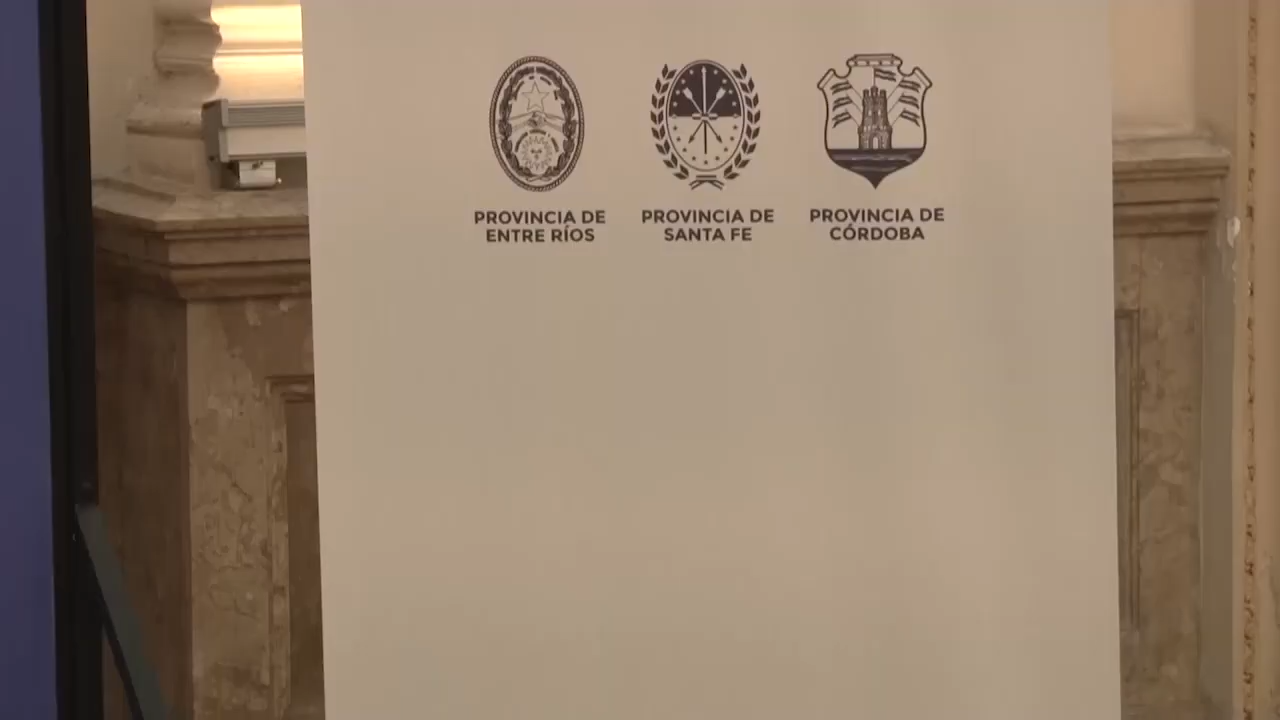 PROVINCIA DE
ENTRE RÍOS
PROVINCIA DE
SANTA FE
PROVINCIA DE
CÓRDOBA